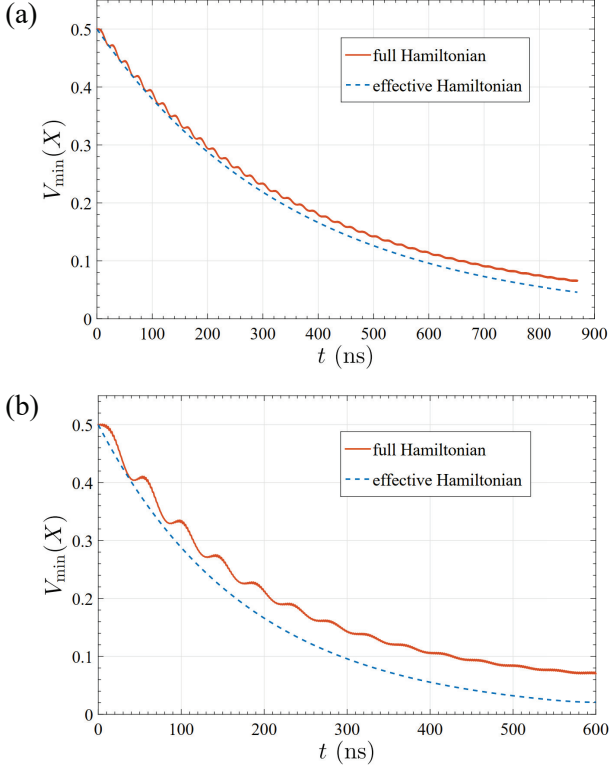 (a)
0.5
0.4
0.3
0.2
0.1
0
V_min(X)
full Hamiltonian
effective Hamiltonian
0 100 200 300 400 500 600 700 800 900
t (ns)
(b)
0.5
0.4
0.3
0.2
0.1
0
V_min(X)
full Hamiltonian
effective Hamiltonian
0 100 200 300 400 500 600
t (ns)